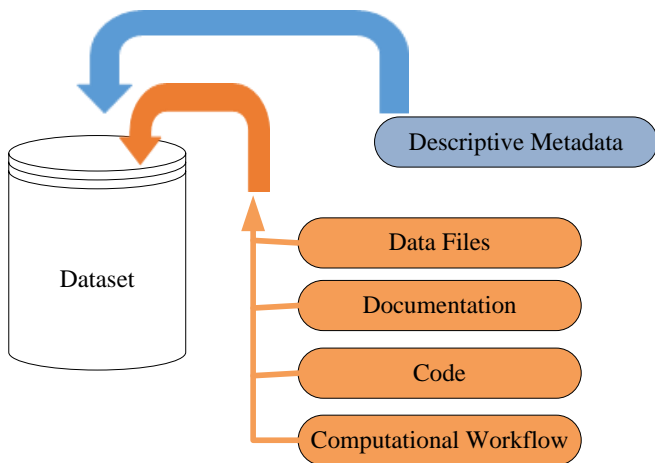 Descriptive Metadata
Data Files
Dataset
Documentation
Code
Computational Workflow